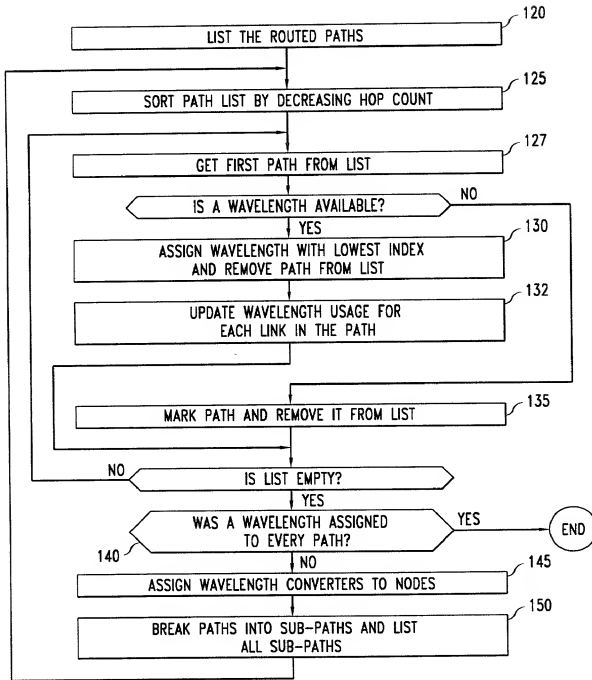 120
LIST THE ROUTED PATHS
125
SORT PATH LIST BY DECREASING HOP COUNT
127
GET FIRST PATH FROM LIST
NO
IS A WAVELENGTH AVAILABLE?
YES
130
ASSIGN WAVELENGTH WITH LOWEST INDEX
AND REMOVE PATH FROM LIST
132
UPDATE WAVELENGTH USAGE FOR
EACH LINK IN THE PATH
135
MARK PATH AND REMOVE IT FROM LIST
NO
IS LIST EMPTY?
YES
WAS A WAVELENGTH ASSIGNED
TO EVERY PATH?
YES
END
140
NO
145
ASSIGN WAVELENGTH CONVERTERS TO NODES
150
BREAK PATHS INTO SUB-PATHS AND LIST
ALL SUB-PATHS